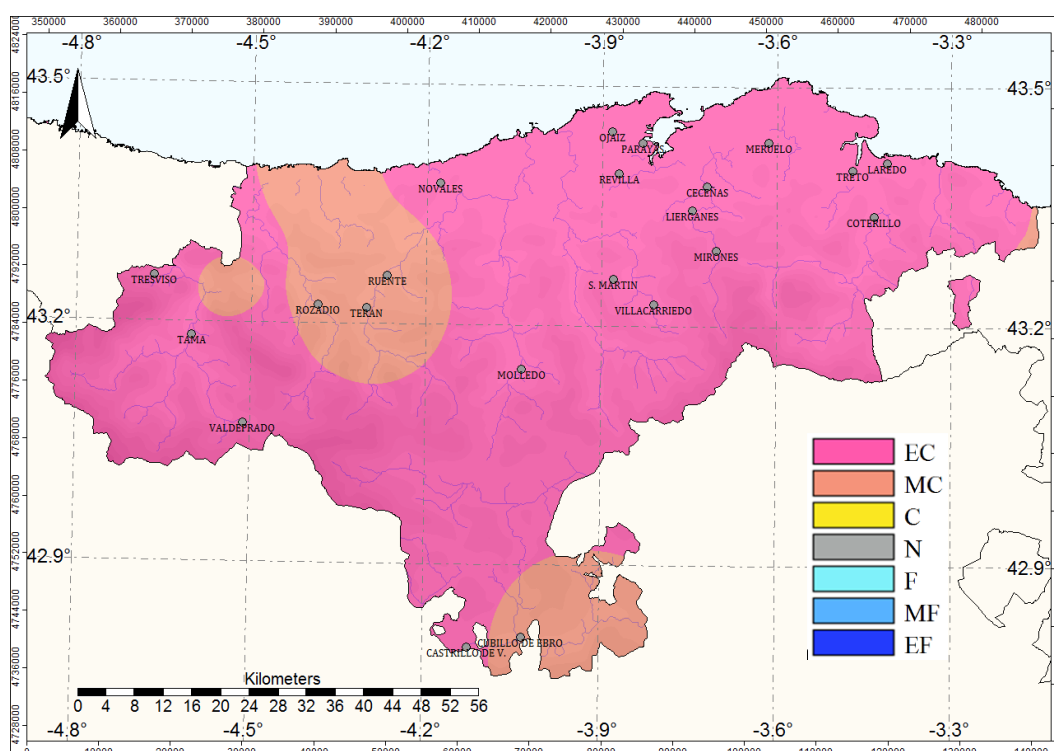 350000 360000 370000 380000 390000 400000 410000 420000 430000 440000 450000 460000 470000 480000
-4.8° -4.5° -4.2° -3.9° -3.6° -3.3°
4824000
43.5° 43.5°
4816000
OJAIZ
4808000
PARAYAS MERUELO
LAREDO
TRETO
REVILLA
NOVALES
CECEÑAS
4800000
LIERGANES
COTERILLO
MIRONES
4792000
TRESVISO
RUENTE
S. MARTIN
ROZADIO
TERAN
VILLACARRIEDO
4784000
43.2° 43.2°
TAMA
4776000
MOLLEDO
4768000
VALDEPRADO
EC
MC
4760000
C
N
4752000
42.9° 42.9°
F
MF
4744000
EF
CUBILLO DE EBRO
CASTRILLO DE V.
4736000
Kilometers
0 4 8 12 16 20 24 28 32 36 40 44 48 52 56
4728000
-4.8° -4.5° -4.2° -3.9° -3.6° -3.3°